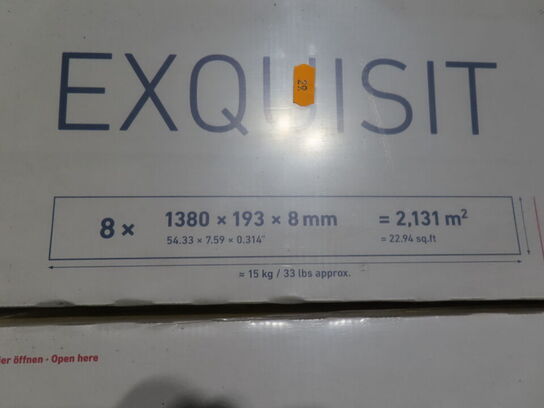 EXQUISIT
29.
8 × 1380 × 193 × 8 mm = 2,131 m²
54.33 × 7.59 × 0.314" = 22.94 sq.ft
≈ 15 kg / 33 lbs approx.
öffnen - Open here